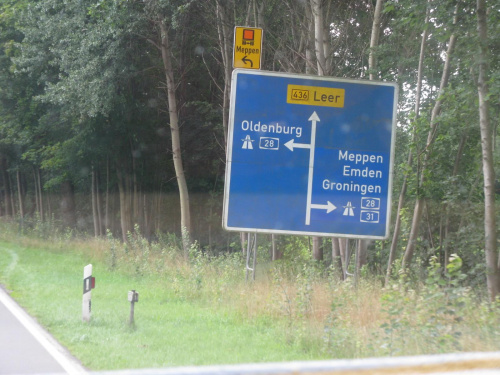 Meppen
436 Leer
Oldenburg
28
Meppen
Emden
Groningen
28
31